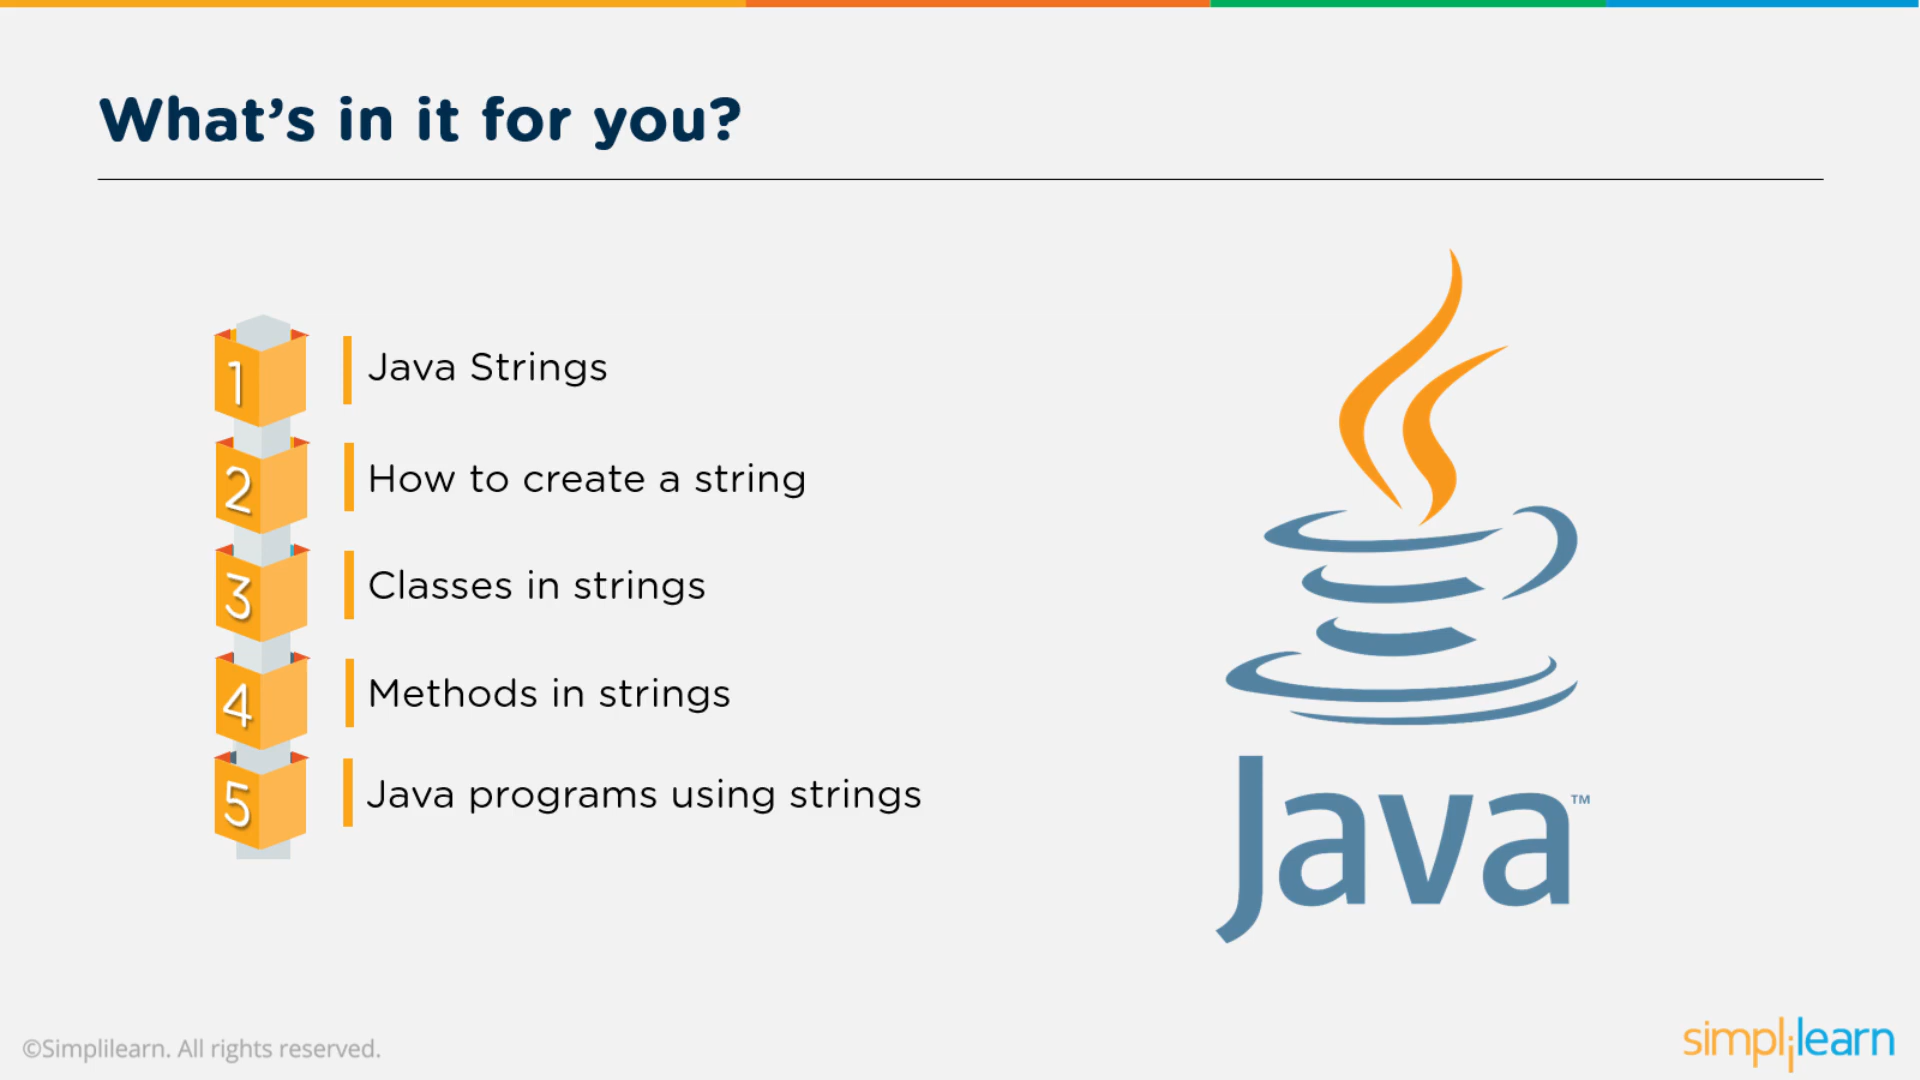 What's in it for you?
1
Java Strings
2
How to create a string
3
Classes in strings
4
Methods in strings
5
Java programs using strings
Java™
©Simplilearn. All rights reserved.
simplilearn